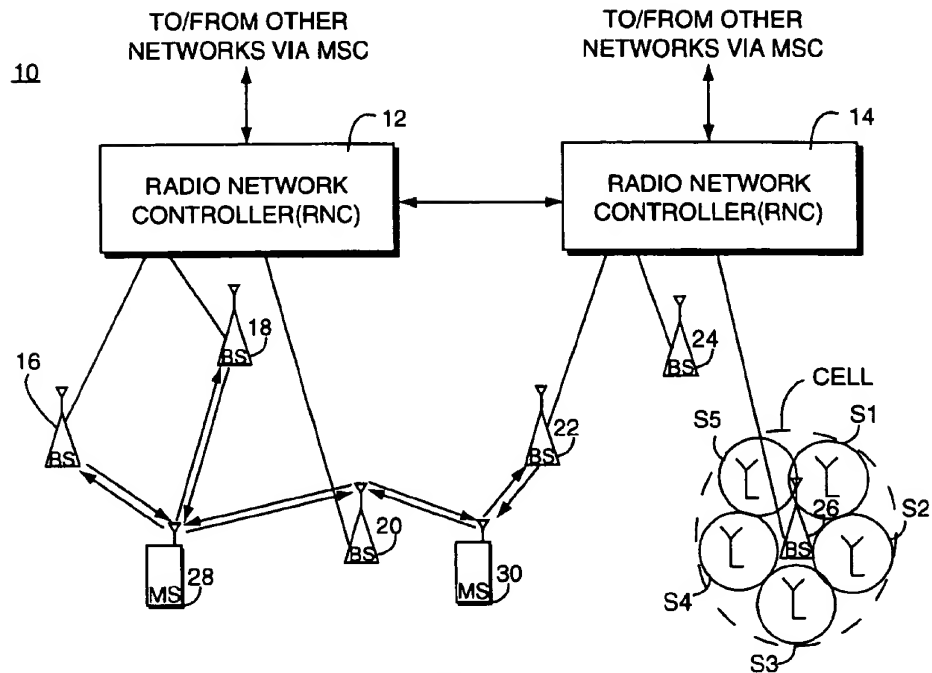 TO/FROM OTHER
NETWORKS VIA MSC
TO/FROM OTHER
NETWORKS VIA MSC
10
12
14
RADIO NETWORK
CONTROLLER(RNC)
RADIO NETWORK
CONTROLLER(RNC)
16
BS
18
BS
20
BS
22
BS
24
BS
26
BS
28
MS
30
MS
CELL
S5
S1
S2
S4
S3